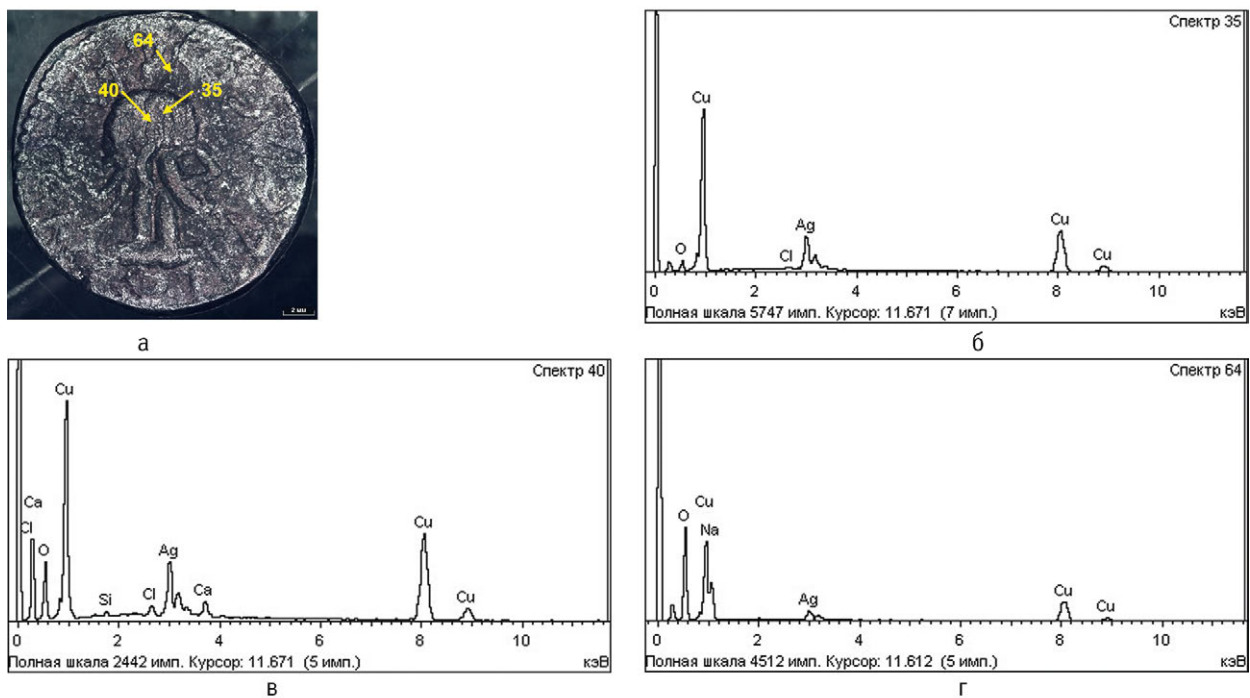 64
40
35
2 мм
а
Спектр 35
Cu
O
Cl
Ag
Cu
Cu
0 2 4 6 8 10
Полная шкала 5747 имп. Курсор: 11.671 (7 имп.) кэВ
б
Спектр 40
Cu
Ca
Cl
O
Si
Cl
Ag
Ca
Cu
Cu
0 2 4 6 8 10
Полная шкала 2442 имп. Курсор: 11.671 (5 имп.) кэВ
в
Спектр 64
O
Cu
Na
Ag
Cu
Cu
0 2 4 6 8 10
Полная шкала 4512 имп. Курсор: 11.612 (5 имп.) кэВ
г